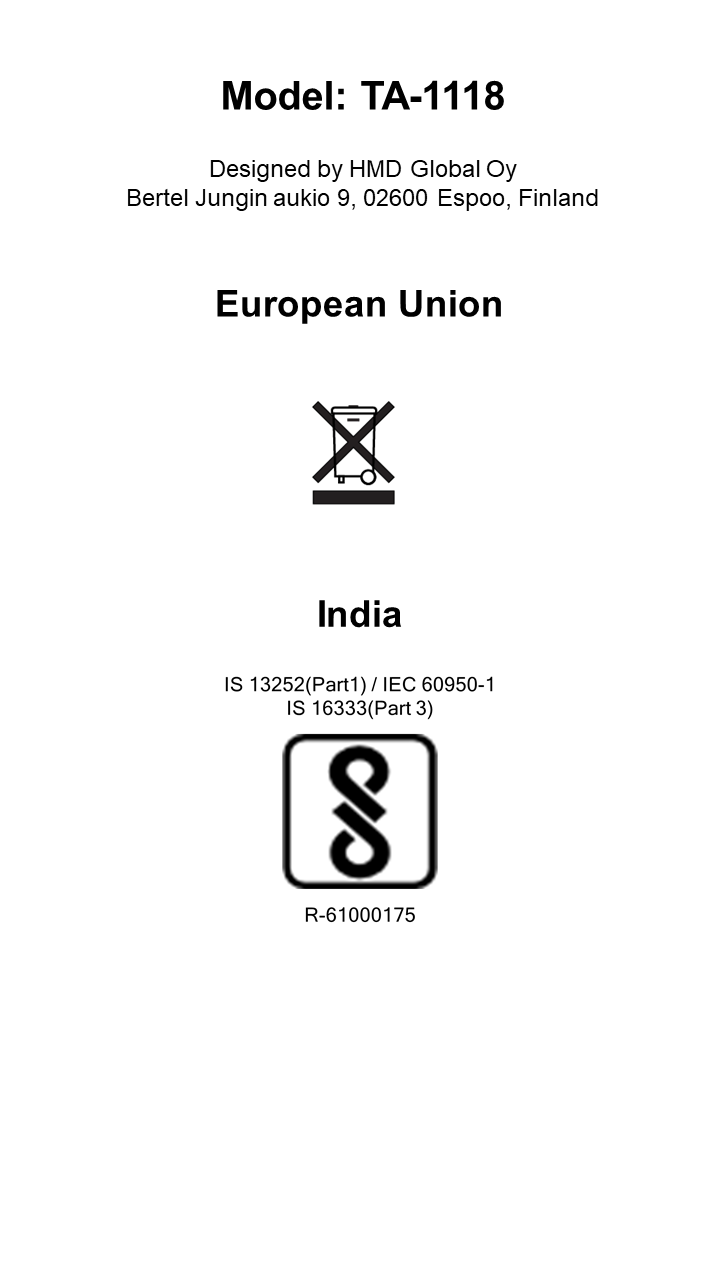 Model: TA-1118
Designed by HMD Global Oy
Bertel Jungin aukio 9, 02600 Espoo, Finland
European Union
India
IS 13252(Part1) / IEC 60950-1
IS 16333(Part 3)
R-61000175